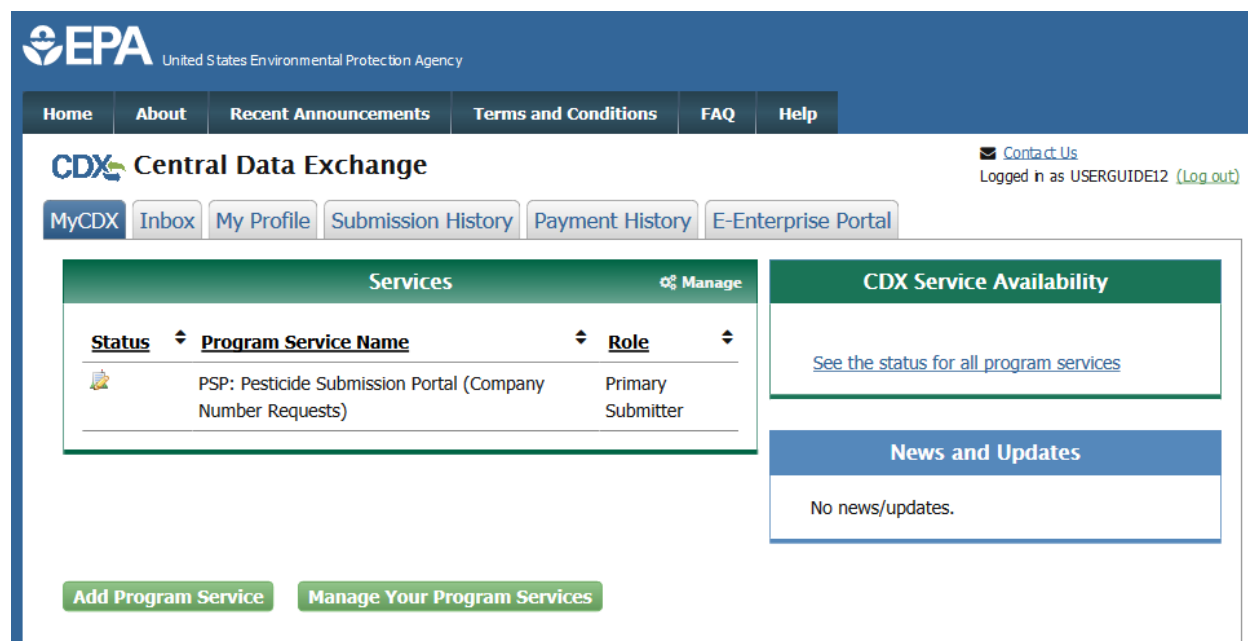 EPA United States Environmental Protection Agency
Home About Recent Announcements Terms and Conditions FAQ Help
CDX Central Data Exchange
Contact Us
Logged in as USERGUIDE12 (Log out)
MyCDX Inbox My Profile Submission History Payment History E-Enterprise Portal
Services Manage
Status Program Service Name Role
PSP: Pesticide Submission Portal (Company
Number Requests)
Primary
Submitter
CDX Service Availability
See the status for all program services
News and Updates
No news/updates.
Add Program Service Manage Your Program Services